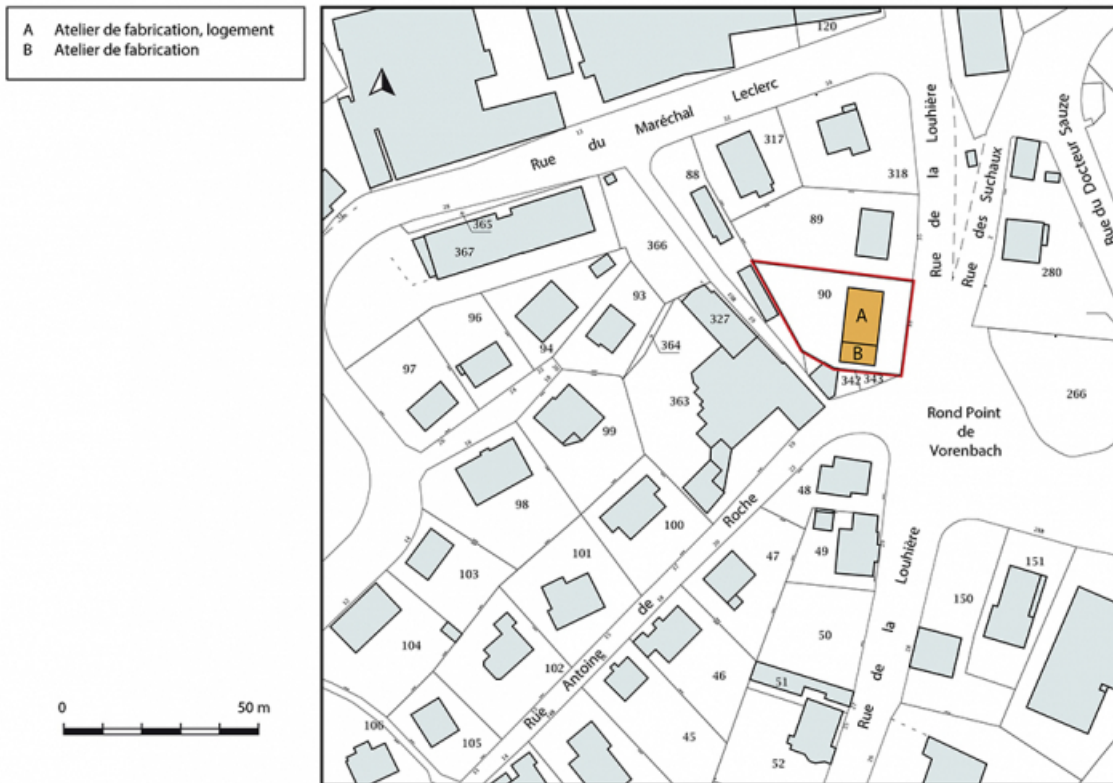 A Atelier de fabrication, logement
B Atelier de fabrication
120
Rue du Maréchal Leclerc
317
318
88
Rue de la Louhière
Rue des Suchaux
Rue du Docteur Sauze
365
367
366
89
280
90
A
B
93
327
96
94
364
97
342
343
363
266
99
Rond Point
de
Vorenbach
98
48
100
Rue Antoine de Roche
47
49
101
103
151
150
104
102
50
Rue de la Louhière
46
51
106
105
45
52
0 50 m